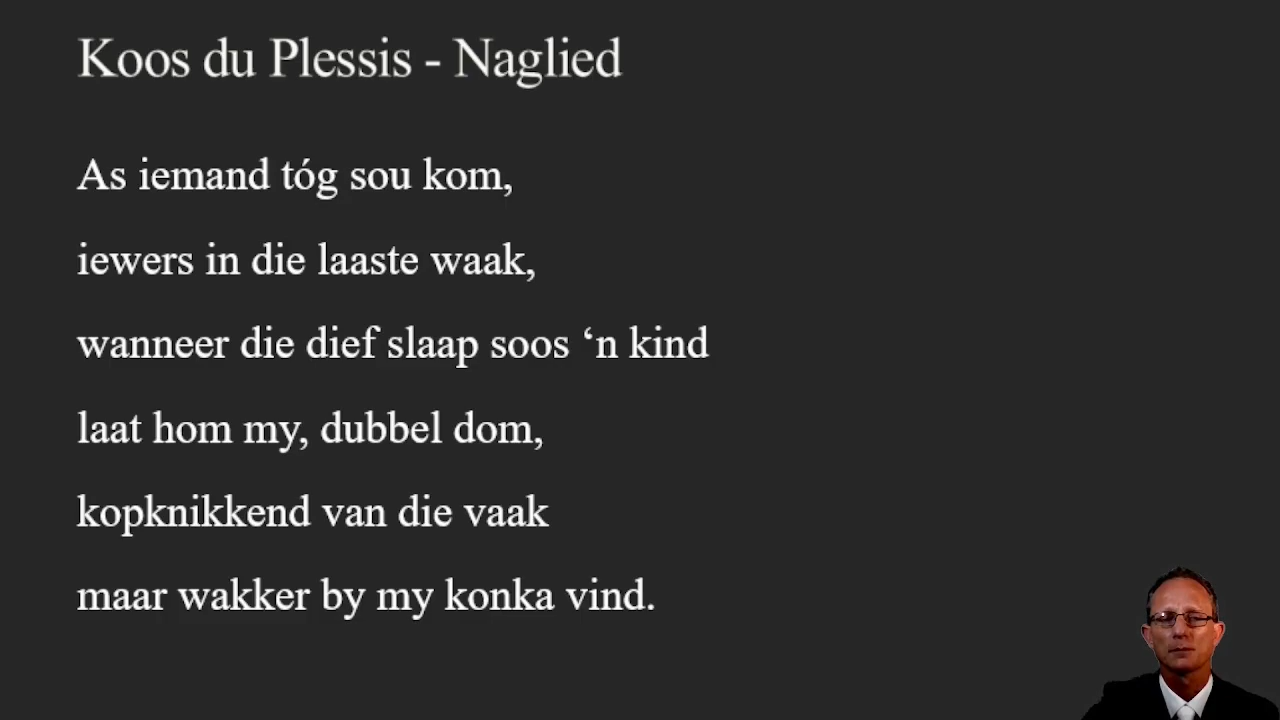 Koos du Plessis - Naglied
As iemand tóg sou kom,
iewers in die laaste waak,
wanneer die dief slaap soos ‘n kind
laat hom my, dubbel dom,
kopknikkend van die vaak
maar wakker by my konka vind.